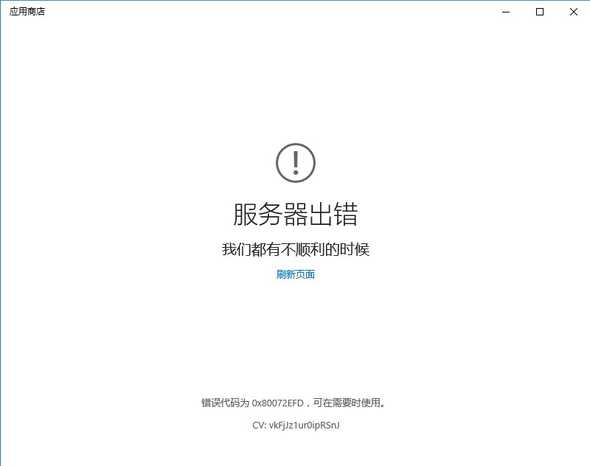 应用商店
服务器出错
我们都有不顺利的时候
刷新页面
错误代码为 0x80072EFD，可在需要时使用。
CV: vkFjJz1ur0ipRSnJ